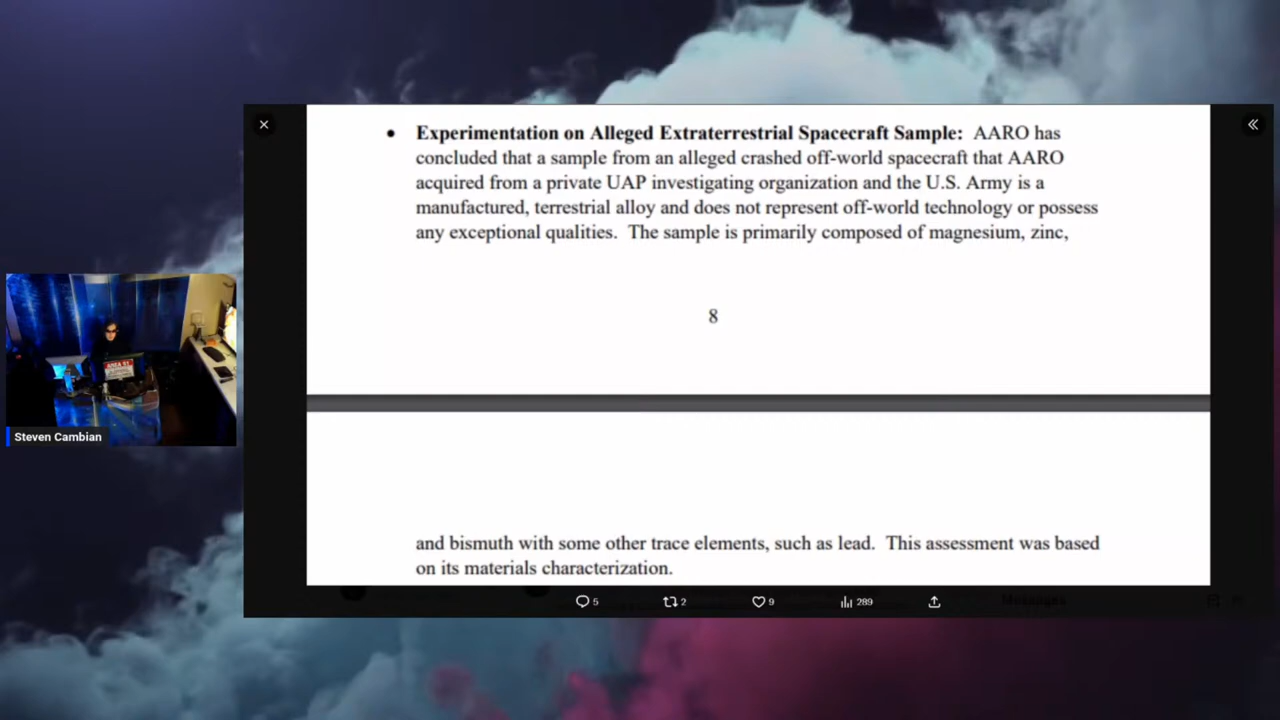 • Experimentation on Alleged Extraterrestrial Spacecraft Sample: AARO has
concluded that a sample from an alleged crashed off-world spacecraft that AARO
acquired from a private UAP investigating organization and the U.S. Army is a
manufactured, terrestrial alloy and does not represent off-world technology or possess
any exceptional qualities. The sample is primarily composed of magnesium, zinc,
8
AREA 51
Steven Cambian
and bismuth with some other trace elements, such as lead. This assessment was based
on its materials characterization.
5 2 9 289
Messages